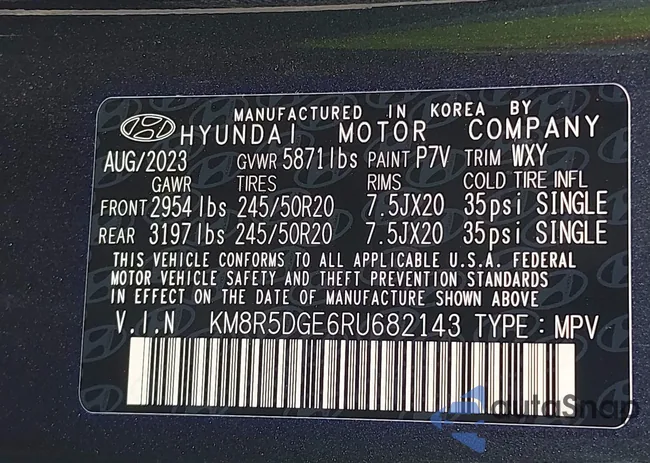 MANUFACTURED IN KOREA BY
HYUNDAI MOTOR COMPANY
AUG/2023 GVWR 5871lbs PAINT P7V TRIM WXY
GAWR TIRES RIMS COLD TIRE INFL
FRONT 2954lbs 245/50R20 7.5JX20 35psi SINGLE
REAR 3197lbs 245/50R20 7.5JX20 35psi SINGLE
THIS VEHICLE CONFORMS TO ALL APPLICABLE U.S.A. FEDERAL
MOTOR VEHICLE SAFETY AND THEFT PREVENTION STANDARDS
IN EFFECT ON THE DATE OF MANUFACTURE SHOWN ABOVE
V.I.N KM8R5DGE6RU682143 TYPE : MPV
autoSnap